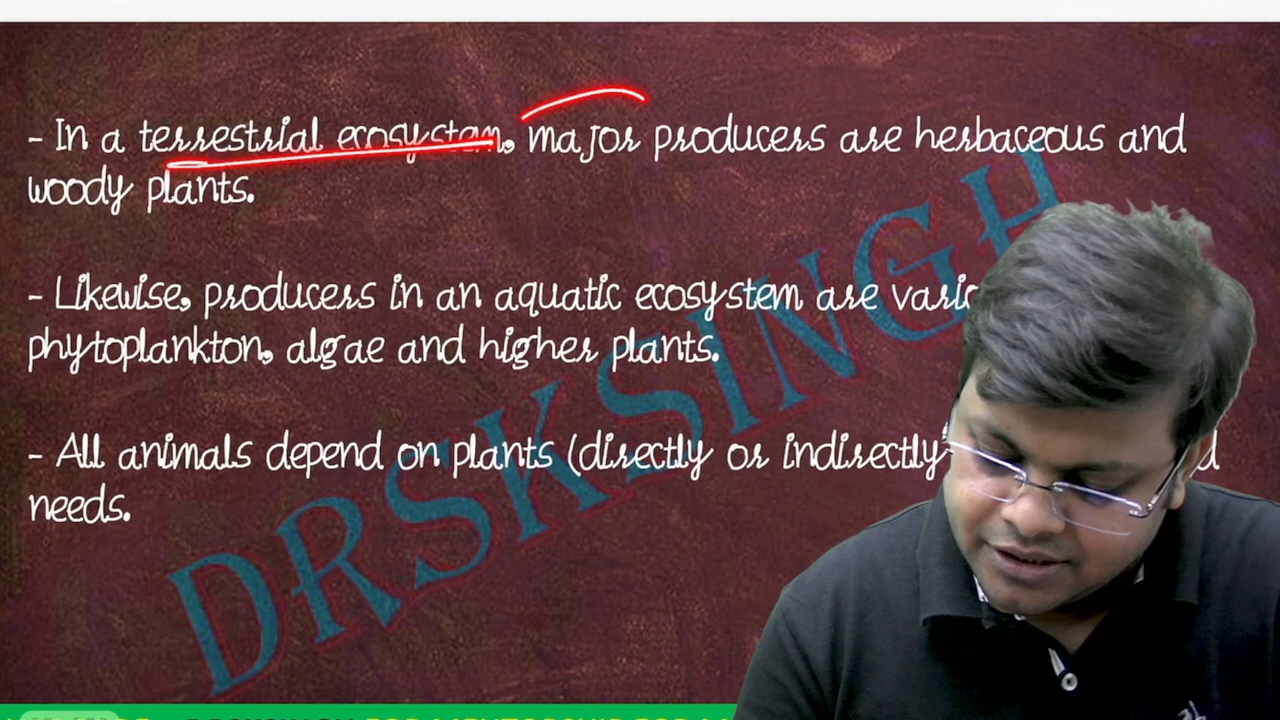 - In a terrestrial ecosystem, major producers are herbaceous and
woody plants.
- Likewise, producers in an aquatic ecosystem are
phytoplankton, algae and higher plants.
- All animals depend on plants (directly or indirectly
needs.
DRSKSINGH